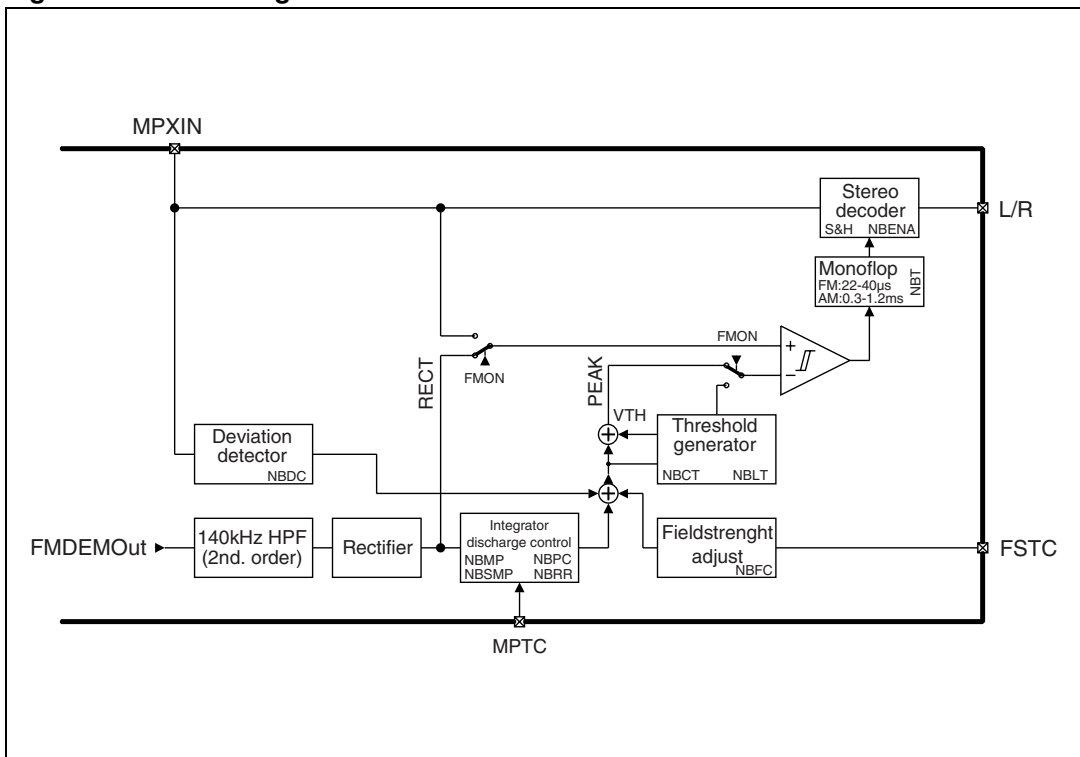 MPXIN
Stereo
decoder
S&H NBENA
L/R
Monoflop
FM:22-40µs
AM:0.3-1.2ms
NBT
FMON
RECT
FMON
PEAK
VTH
Threshold
generator
NBCT NBLT
Deviation
detector
NBDC
FMDEMOut
140kHz HPF
(2nd. order)
Rectifier
Integrator
discharge control
NBMP NBPC
NBSMP NBRR
Fieldstrenght
adjust
NBFC
FSTC
MPTC